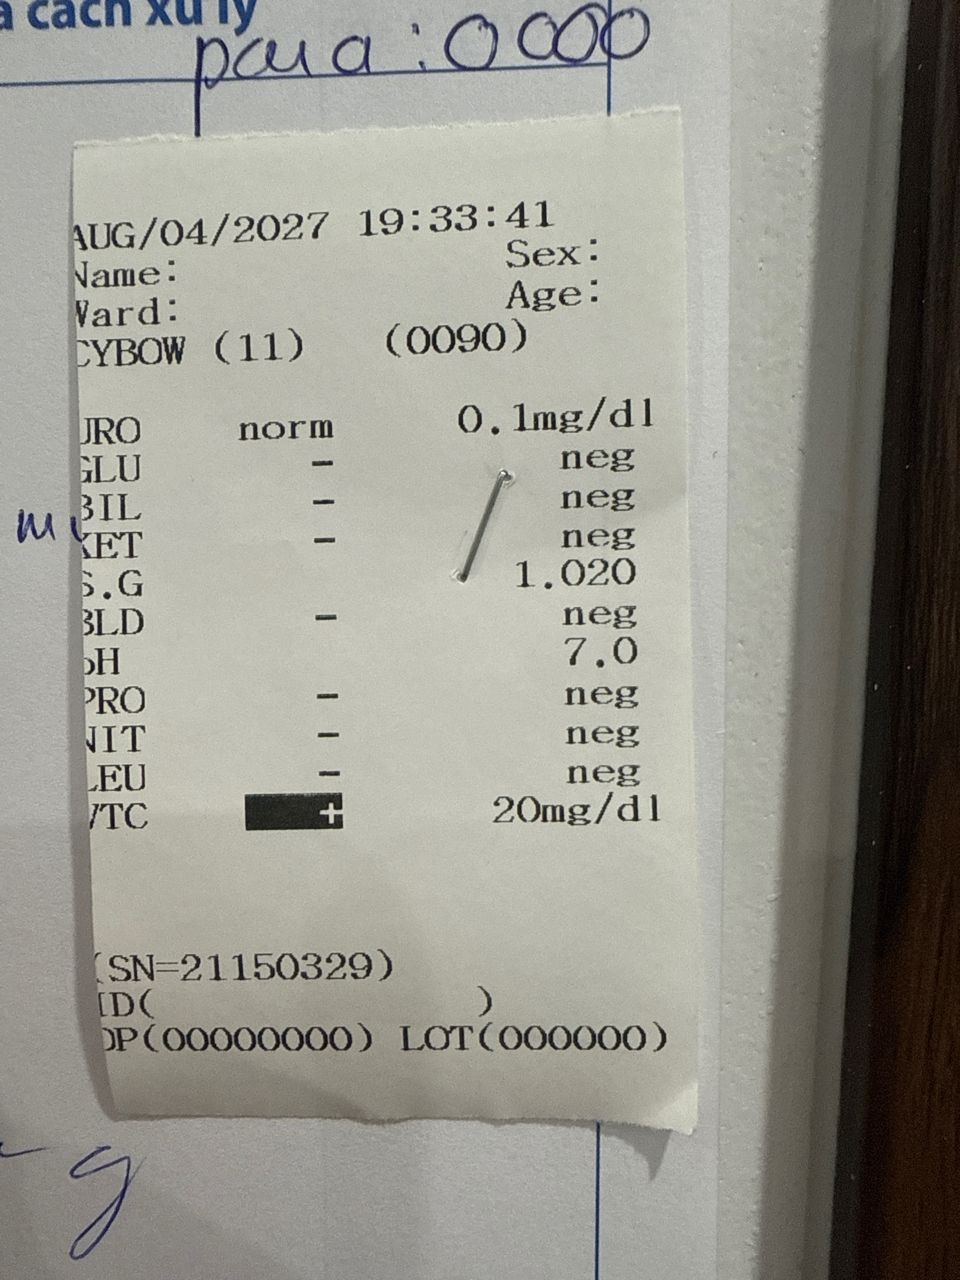 cách xử lý
para: 0000
AUG/04/2027 19:33:41
Name: Sex:
Ward: Age:
CYBOW (11) (0090)
URO norm 0.1mg/dl
GLU - neg
BIL - neg
KET - neg
S.G 1.020
BLD - neg
pH 7.0
PRO - neg
NIT - neg
LEU - neg
VTC + 20mg/dl
(SN=21150329)
ID( )
OP(00000000) LOT(000000)